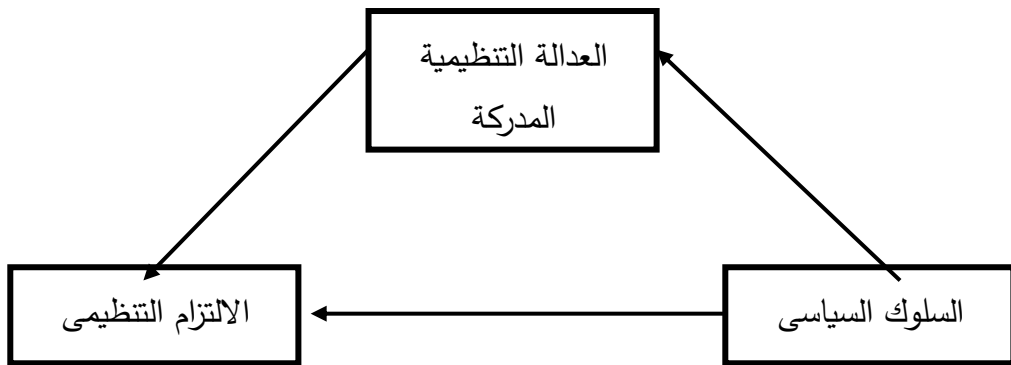 العدالة التنظيمية
المدركة
السلوك السياسى
الالتزام التنظيمى